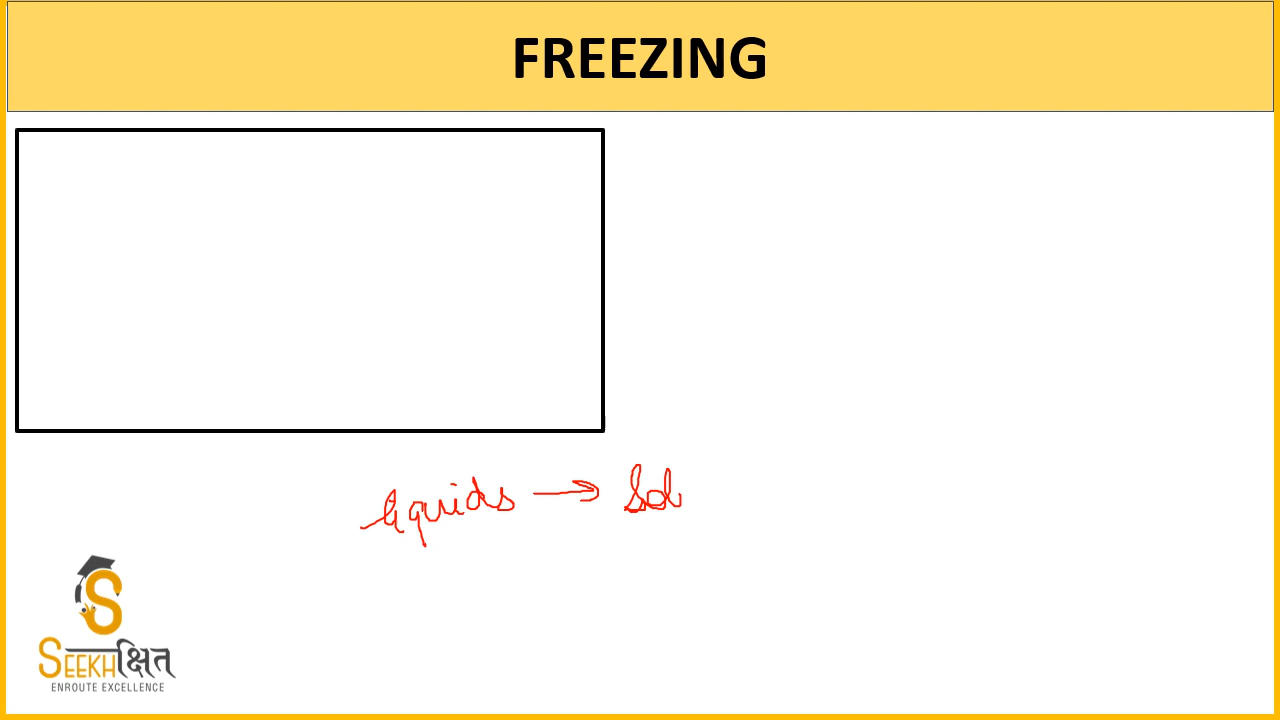 FREEZING
liquids → Sol
SEEKHक्षित
ENROUTE EXCELLENCE